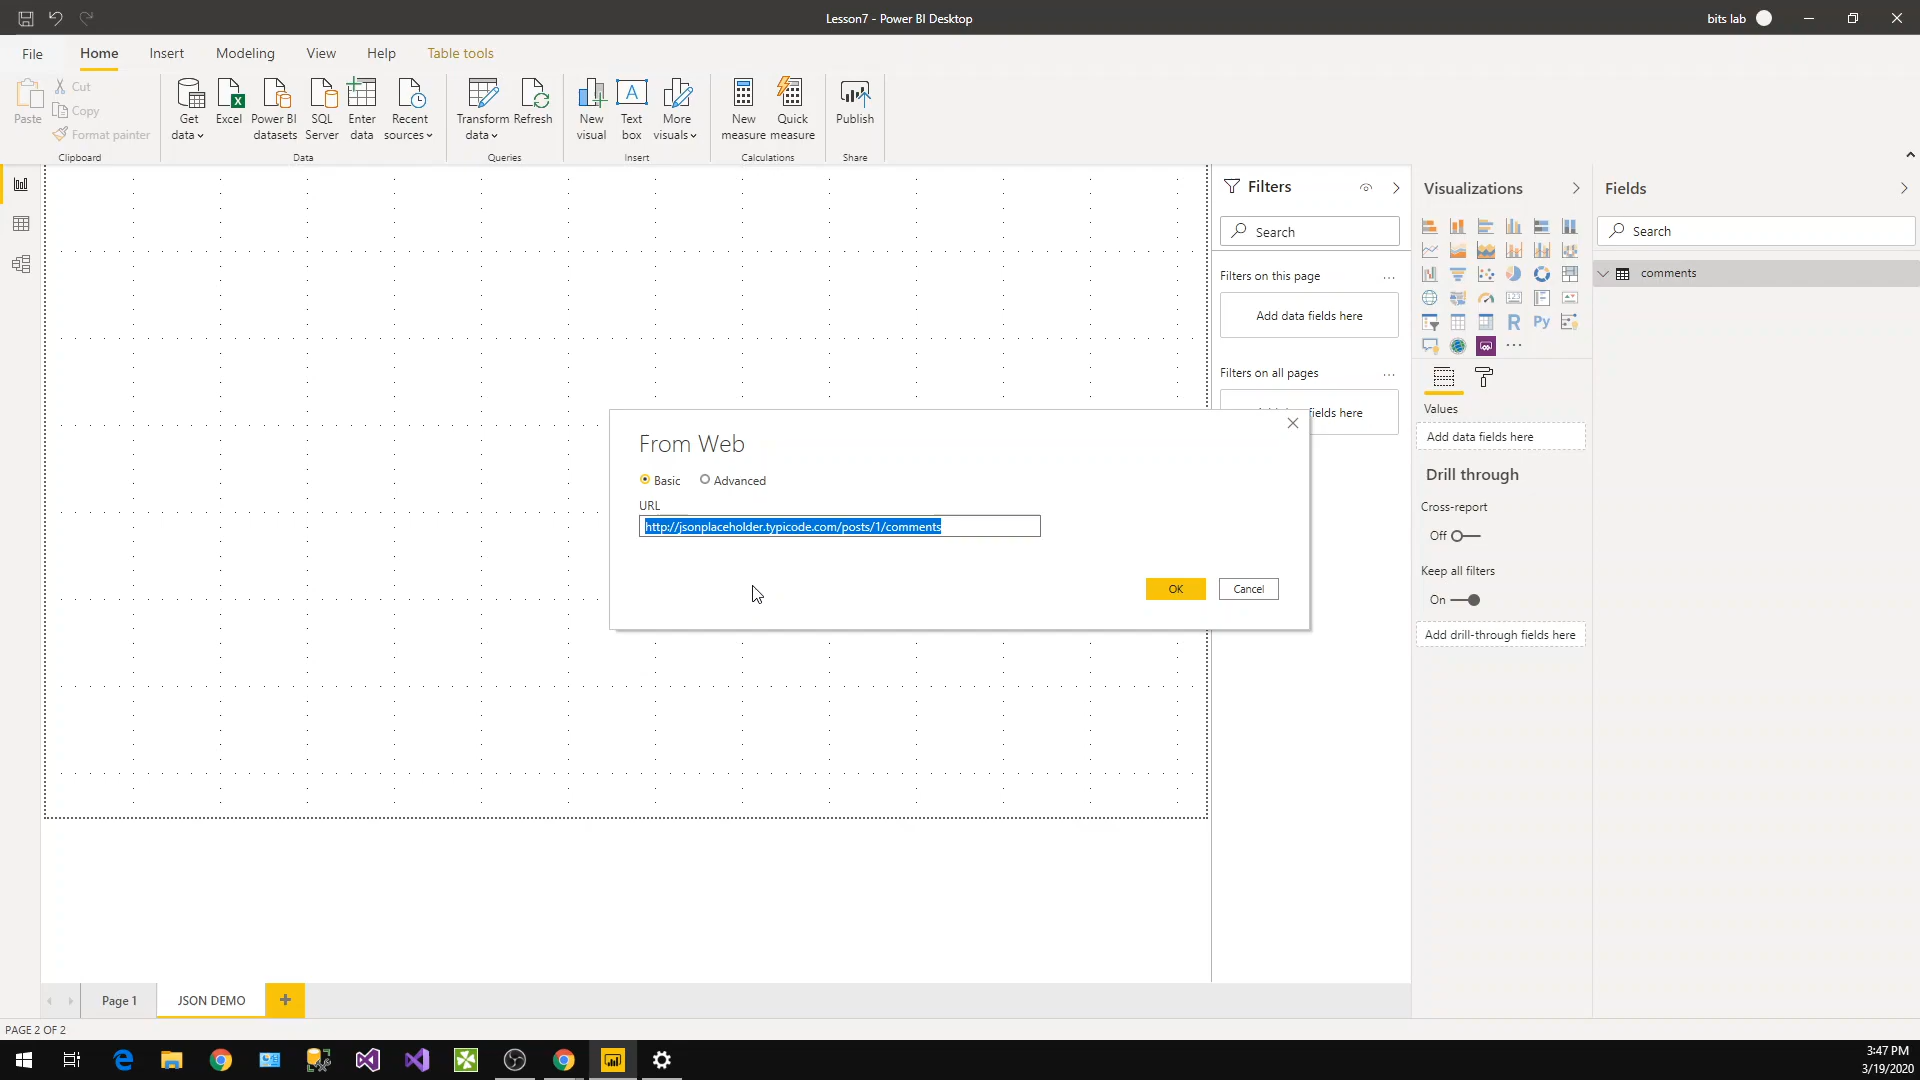 Lesson7 - Power BI Desktop
bits lab
File
Home
Insert
Modeling
View
Help
Table tools
Paste
Cut
Copy
Format painter
Clipboard
Get
data
Excel
Power BI
datasets
SQL
Server
Enter
data
Recent
sources
Data
Transform
data
Refresh
Queries
New
visual
Text
box
More
visuals
Insert
New
measure
Quick
measure
Calculations
Publish
Share
Filters
Search
Filters on this page
...
Add data fields here
Filters on all pages
...
fields here
Visualizations
R
Py
...
Values
Add data fields here
Drill through
Cross-report
Off
Keep all filters
On
Add drill-through fields here
Fields
Search
comments
From Web
Basic
Advanced
URL
http://jsonplaceholder.typicode.com/posts/1/comments
OK
Cancel
Page 1
JSON DEMO
+
PAGE 2 OF 2
3:47 PM
3/19/2020